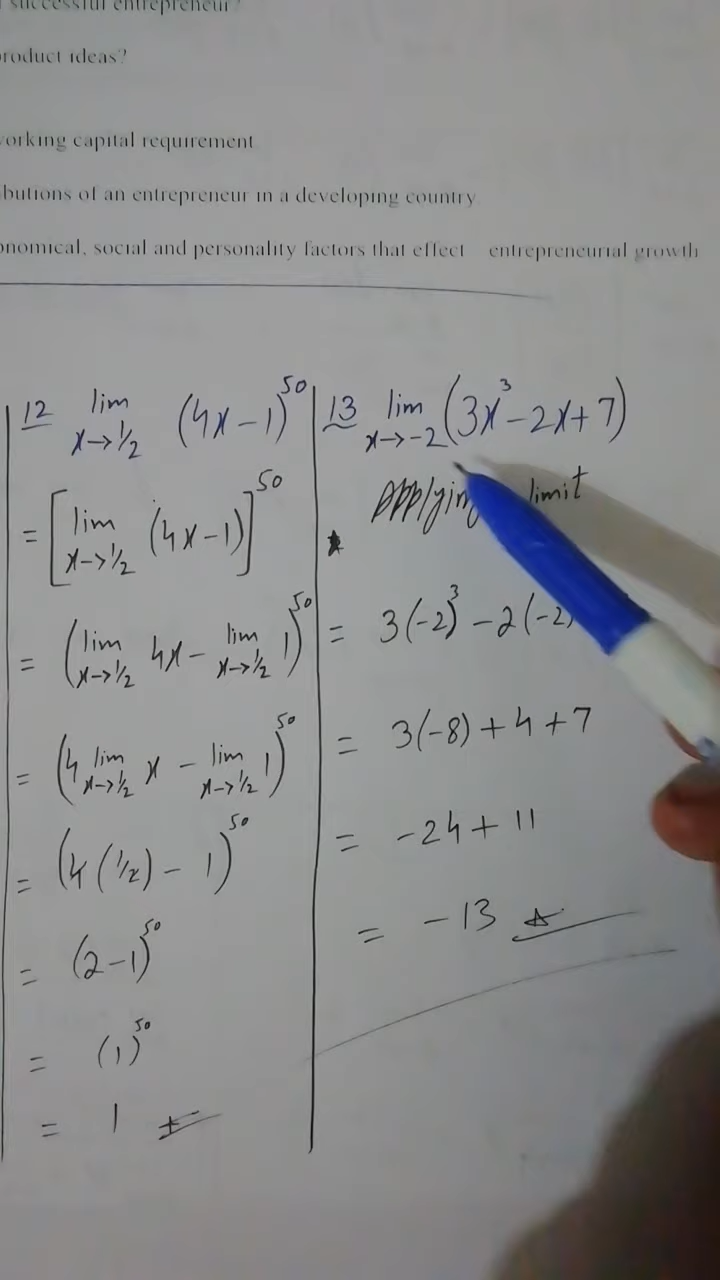 successful entrepreneur?
product ideas?
working capital requirement
butions of an entrepreneur in a developing country
onomical, social and personality factors that effect entrepreneurial growth
12 lim x→1/2 (4x-1)^50
= [lim x→1/2 (4x-1)]^50
= (lim x→1/2 4x - lim x→1/2 1)^50
= (4 lim x→1/2 x - lim x→1/2 1)^50
= (4(1/2) - 1)^50
= (2-1)^50
= (1)^50
= 1
13 lim x→-2 (3x^3-2x+7)
Applying limit
= 3(-2)^3 - 2(-2)
= 3(-8)+4+7
= -24+11
= -13